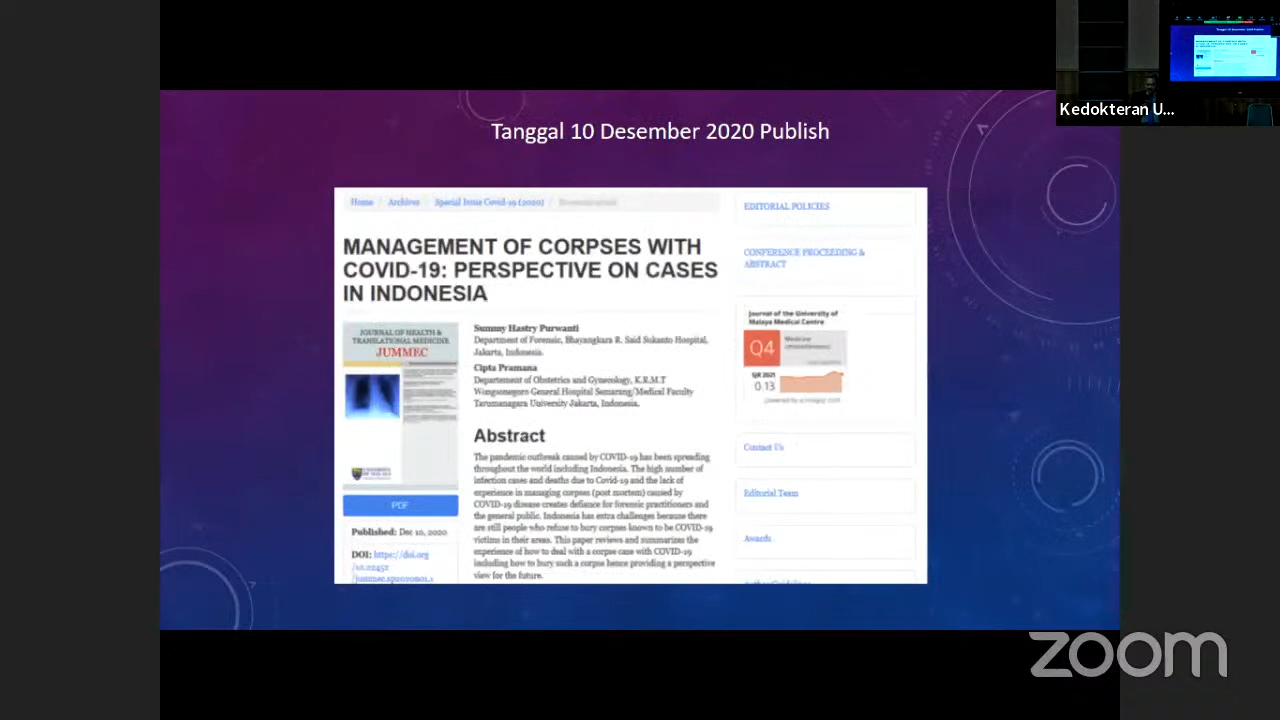 Tanggal 10 Desember 2020 Publish
Kedokteran U...
Home / Archives / Special Issue Covid-19 (2020) /
MANAGEMENT OF CORPSES WITH
COVID-19: PERSPECTIVE ON CASES
IN INDONESIA
JOURNAL OF HEALTH &
TRANSLATIONAL MEDICINE
JUMMEC
PDF
Published: Dec 10, 2020
DOI: https://doi.org
Summy Hastry Purwanti
Department of Forensic, Bhayangkara R. Said Sukanto Hospital,
Jakarta, Indonesia.
Cipta Pramana
Departement of Obstetrics and Gynecology, K.R.M.T
Wongsonegoro General Hospital Semarang/Medical Faculty
Tarumanagara University Jakarta, Indonesia.
Abstract
The pandemic outbreak caused by COVID-19 has been spreading
throughout the world including Indonesia. The high number of
infection cases and deaths due to Covid-19 and the lack of
experience in managing corpses (post mortem) caused by
COVID-19 disease creates defiance for forensic practitioners and
the general public. Indonesia has extra challenges because there
are still people who refuse to bury corpses known to be COVID-19
victims in their areas. This paper reviews and summarizes the
experience of how to deal with a corpse case with COVID-19
including how to bury such a corpse hence providing a perspective
view for the future.
EDITORIAL POLICIES
CONFERENCE PROCEEDING &
ABSTRACT
Journal of the University of
Malaya Medical Centre
Q4
Medicine
SJR 2021
0.13
powered by scimagojr.com
Contact Us
Editorial Team
Awards
zoom